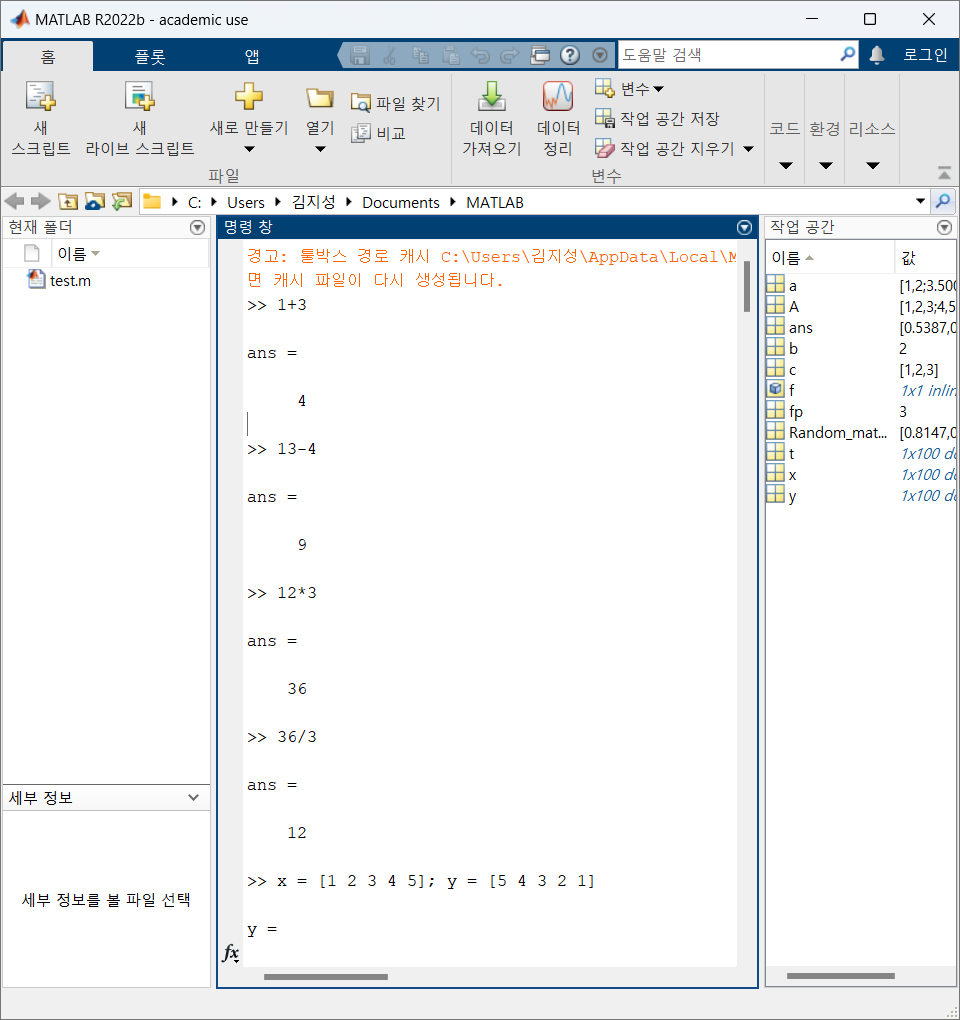 MATLAB R2022b - academic use
홈 플롯 앱 도움말 검색 로그인
새 스크립트
새 라이브 스크립트
새로 만들기
열기
파일 찾기
비교
파일
데이터 가져오기
데이터 정리
변수
작업 공간 저장
작업 공간 지우기
변수
코드 환경 리소스
C: Users 김지성 Documents MATLAB
현재 폴더
이름
test.m
세부 정보
세부 정보를 볼 파일 선택
명령 창
경고: 툴박스 경로 캐시 C:\Users\김지성\AppData\Local\M
면 캐시 파일이 다시 생성됩니다.
>> 1+3
ans =
4
>> 13-4
ans =
9
>> 12*3
ans =
36
>> 36/3
ans =
12
>> x = [1 2 3 4 5]; y = [5 4 3 2 1]
y =
fx
작업 공간
이름 값
a [1,2;3.500
A [1,2,3;4,5
ans [0.5387,0
b 2
c [1,2,3]
f 1x1 inlin
fp 3
Random_mat... [0.8147,0
t 1x100 do
x 1x100 do
y 1x100 do